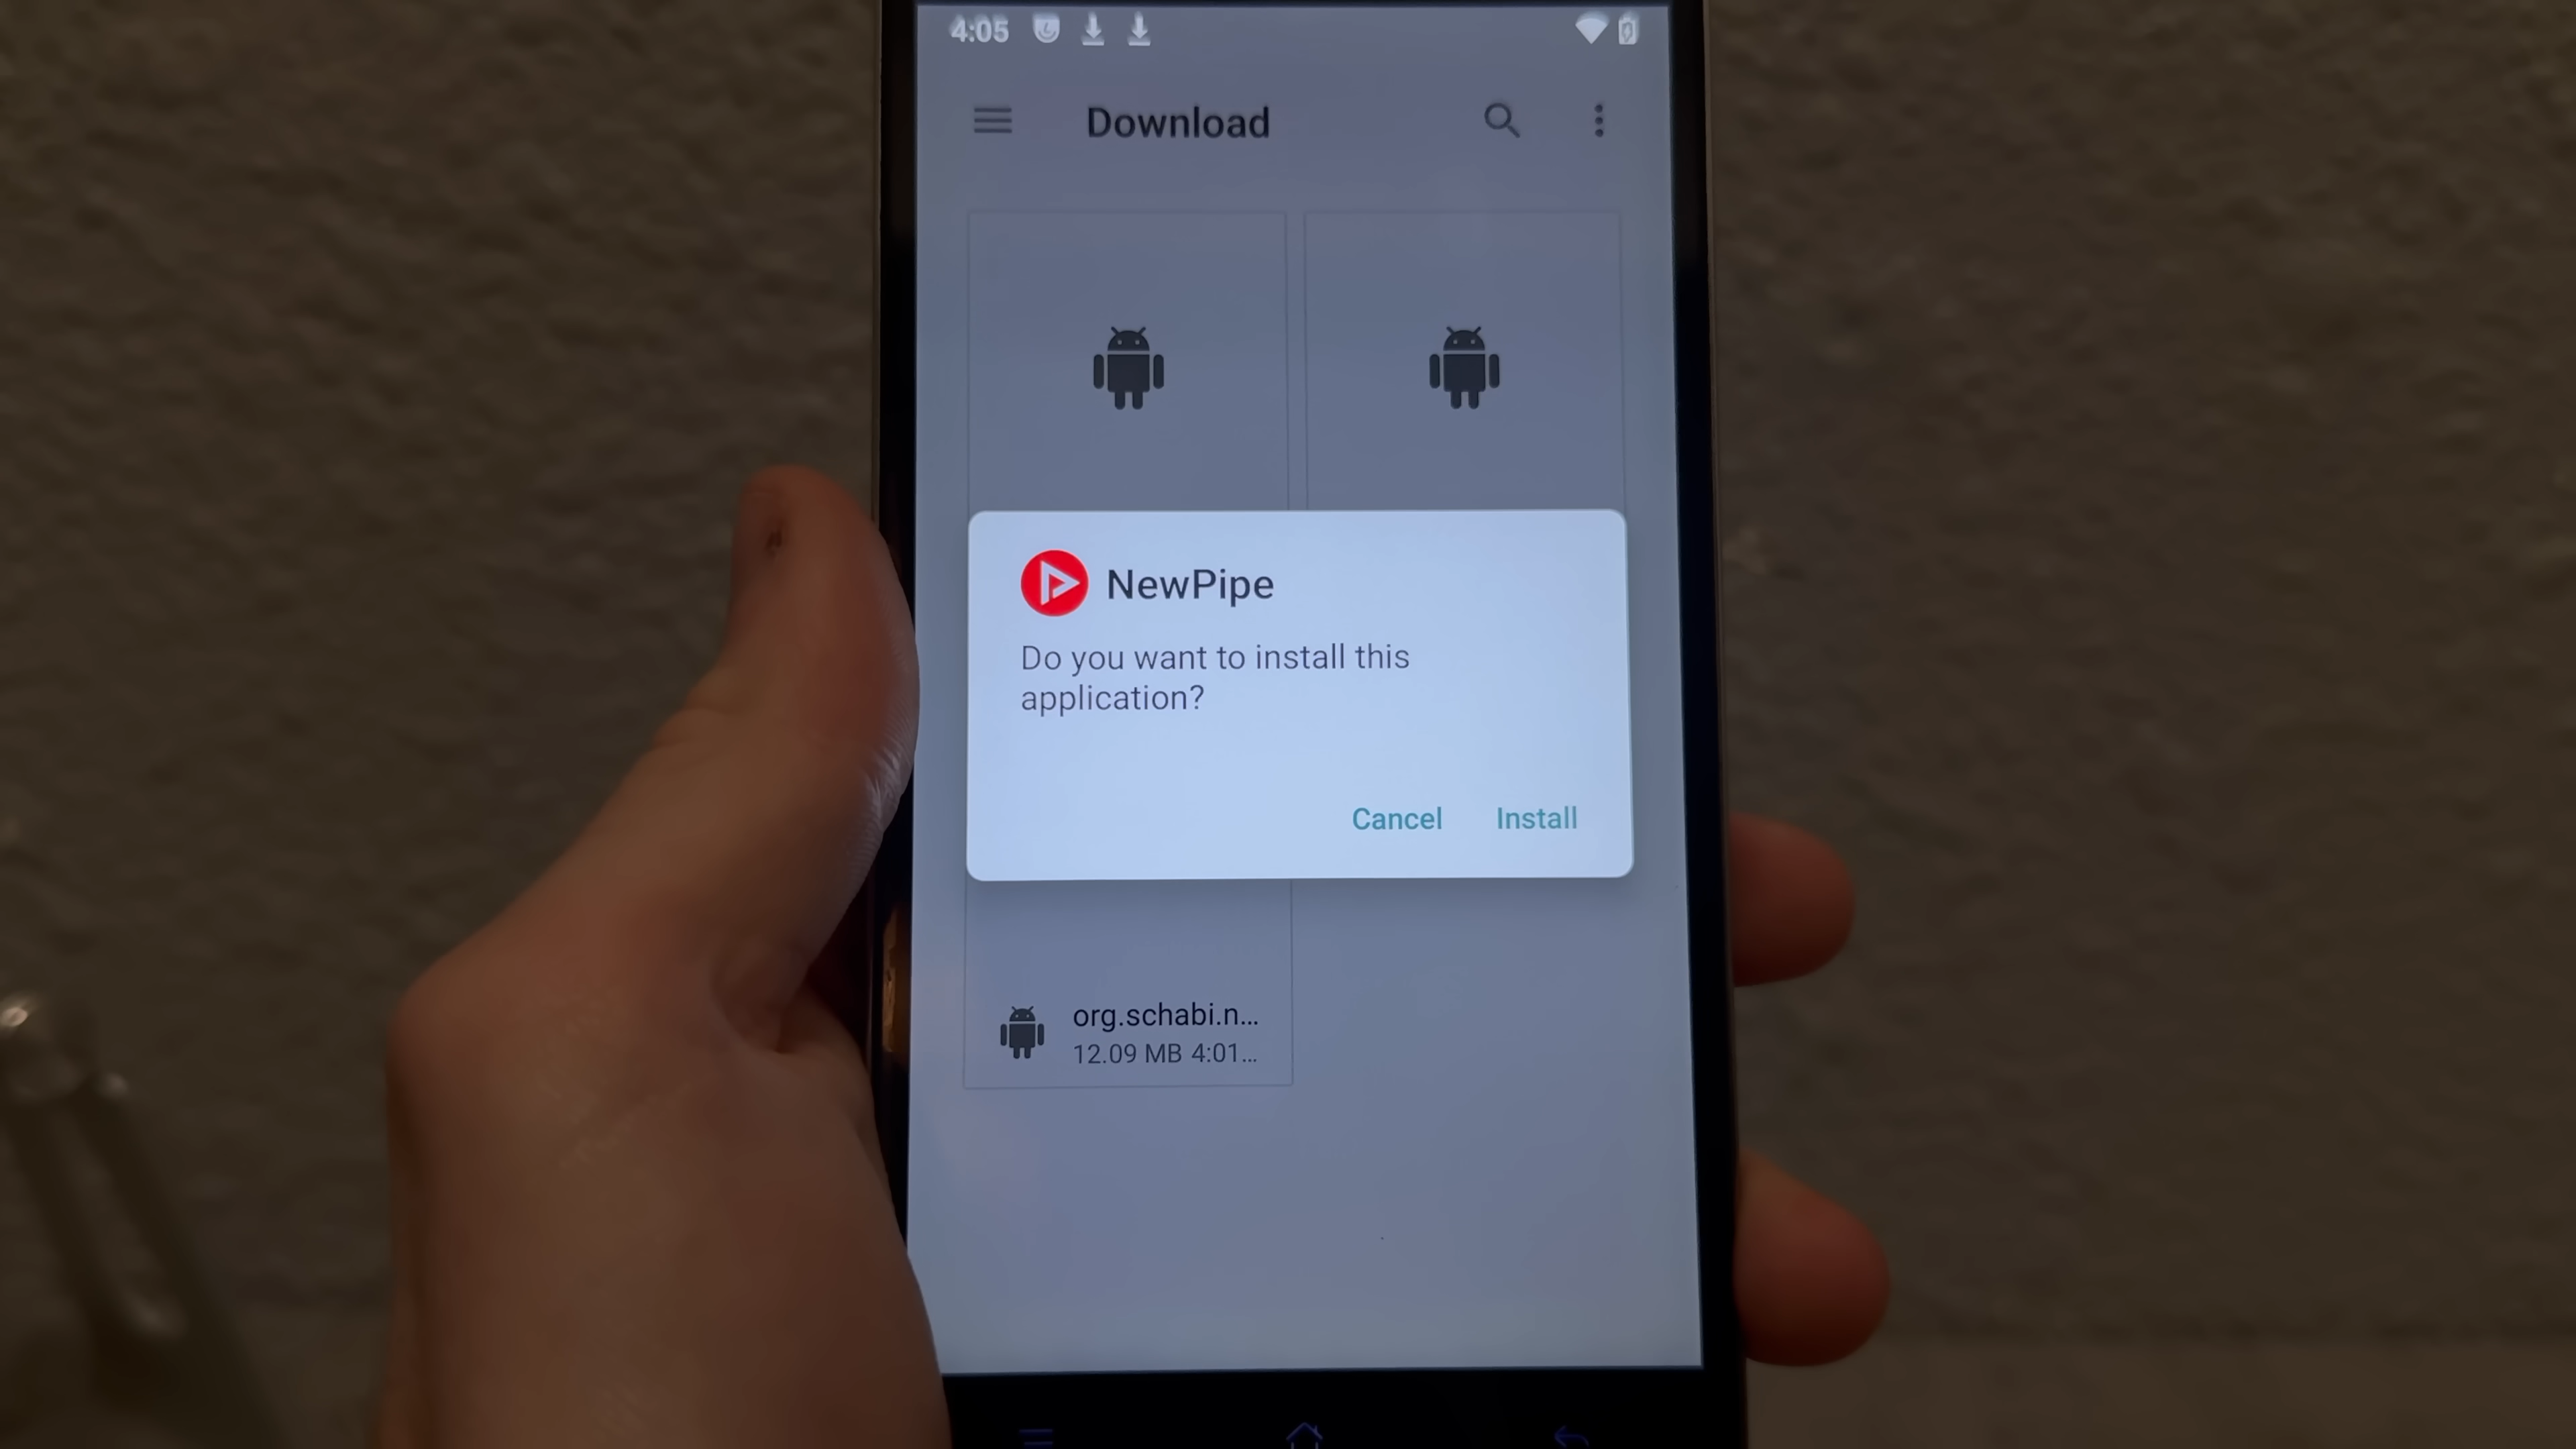 4:05
Download
NewPipe
Do you want to install this
application?
Cancel Install
org.schabi.n...
12.09 MB 4:01...